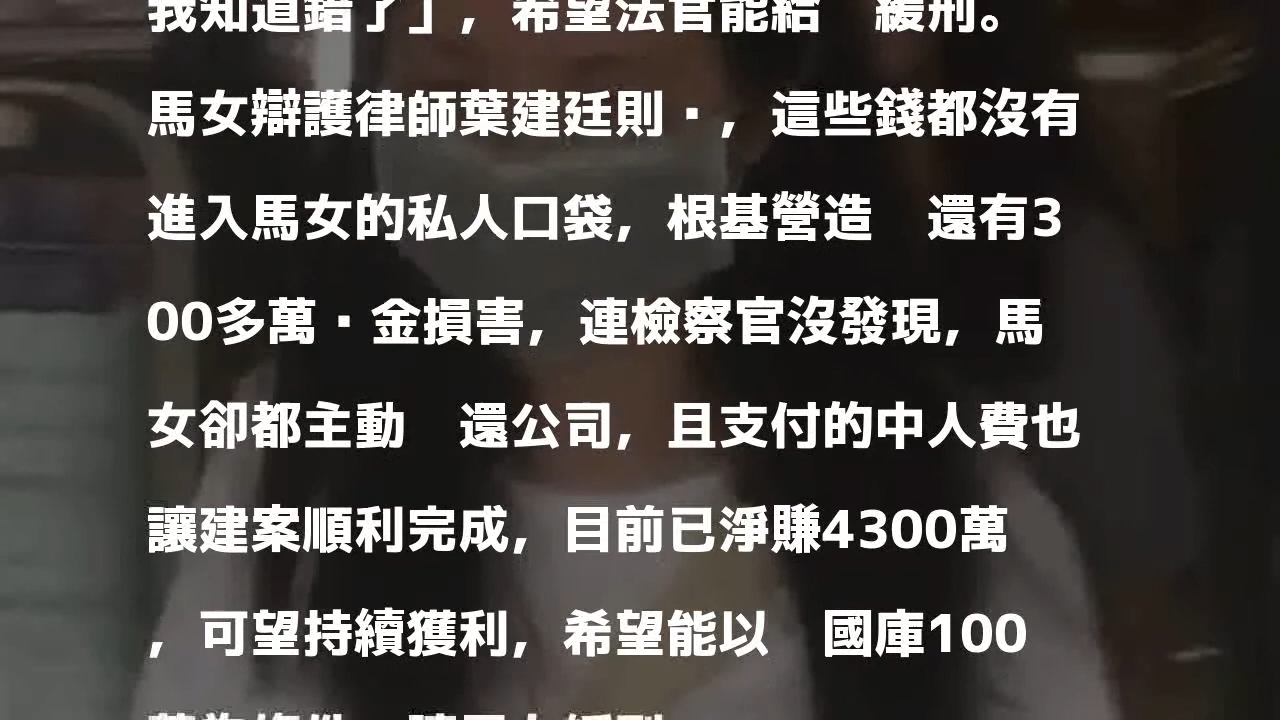 我知道錯了」，希望法官能給　緩刑。
馬女辯護律師葉建廷則·，這些錢都沒有
進入馬女的私人口袋，根基營造　還有3
00多萬·金損害，連檢察官沒發現，馬
女卻都主動　還公司，且支付的中人費也
讓建案順利完成，目前已淨賺4300萬
，可望持續獲利，希望能以　國庫100